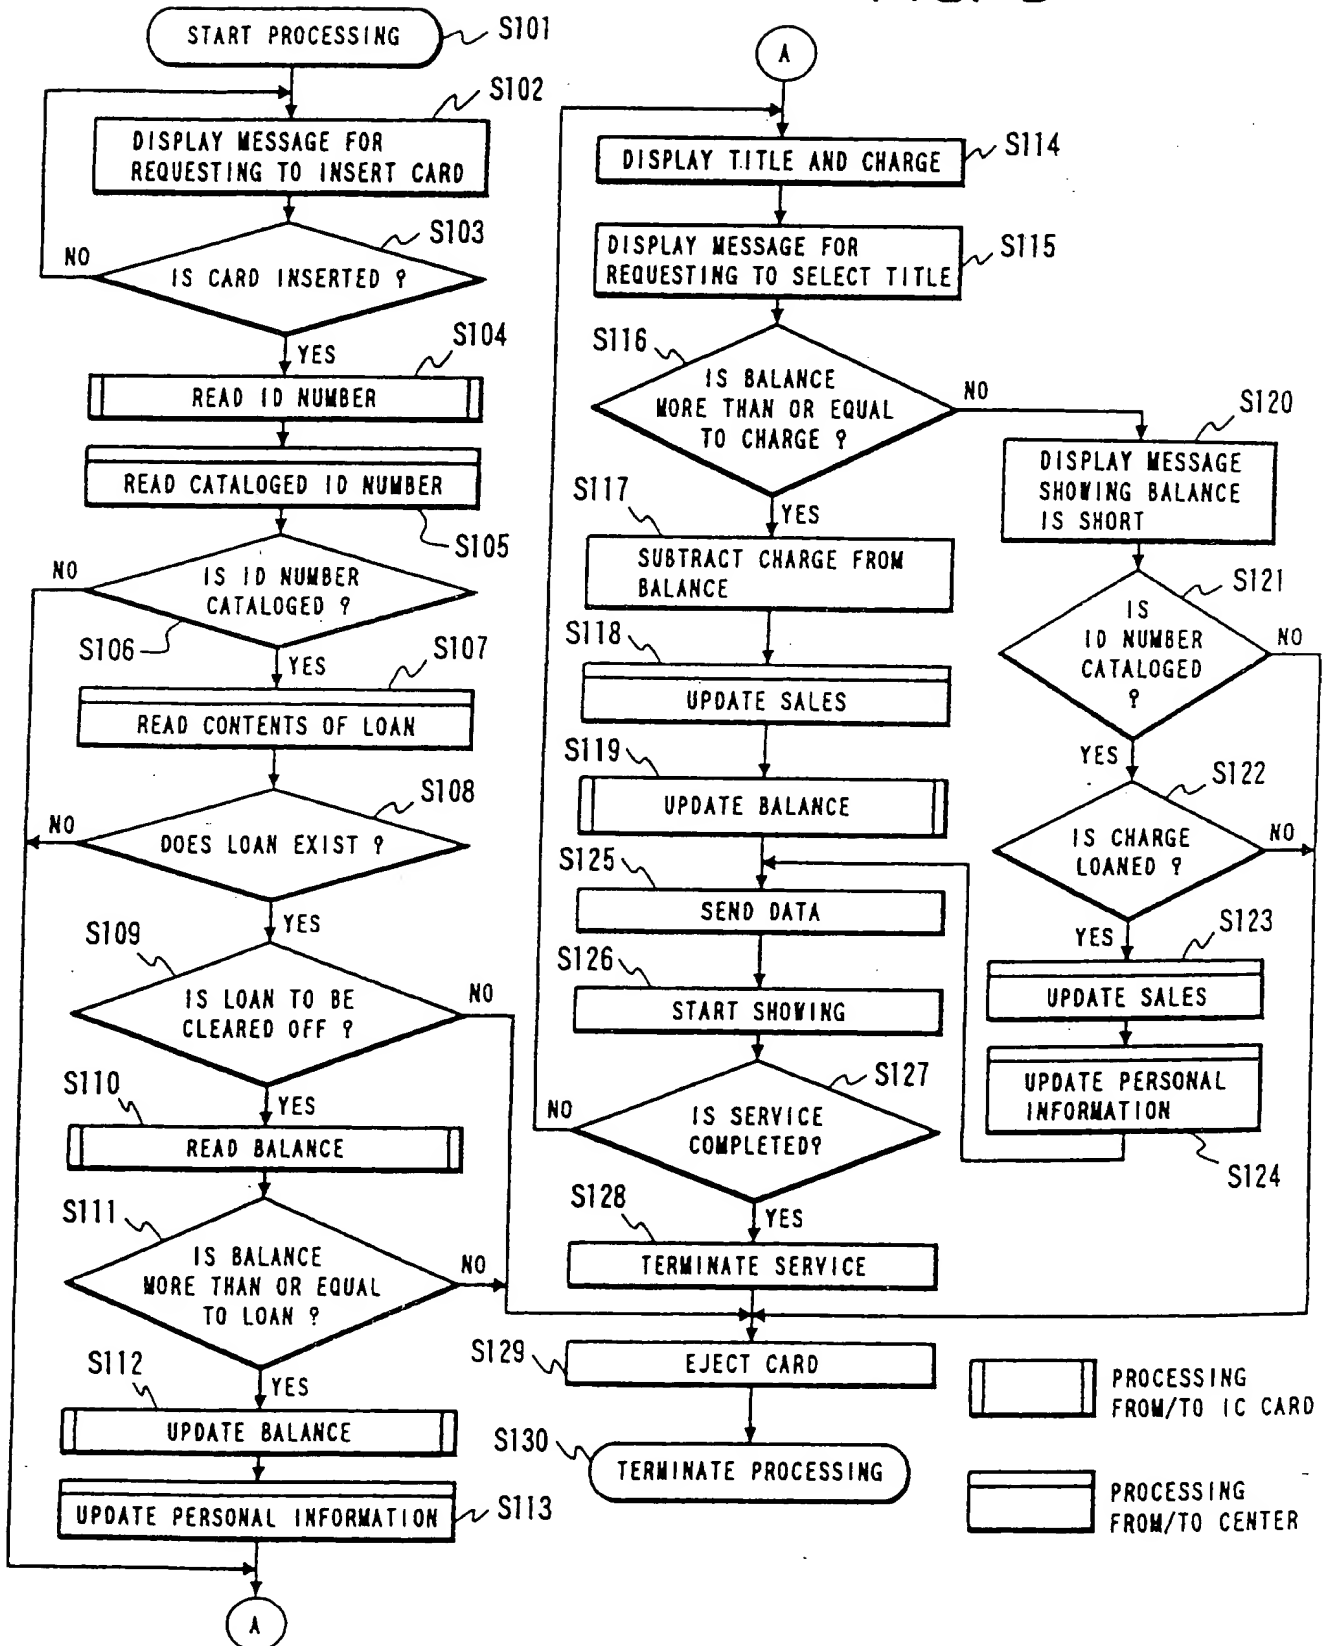 START PROCESSING
S101
S102
DISPLAY MESSAGE FOR
REQUESTING TO INSERT CARD
S103
NO
IS CARD INSERTED ?
YES
S104
READ ID NUMBER
READ CATALOGED ID NUMBER
S105
NO
IS ID NUMBER
CATALOGED ?
S106
YES
S107
READ CONTENTS OF LOAN
S108
NO
DOES LOAN EXIST ?
YES
S109
IS LOAN TO BE
CLEARED OFF ?
NO
YES
S110
READ BALANCE
S111
IS BALANCE
MORE THAN OR EQUAL
TO LOAN ?
NO
YES
S112
UPDATE BALANCE
UPDATE PERSONAL INFORMATION
S113
A
A
DISPLAY TITLE AND CHARGE
S114
DISPLAY MESSAGE FOR
REQUESTING TO SELECT TITLE
S115
S116
IS BALANCE
MORE THAN OR EQUAL
TO CHARGE ?
NO
YES
S117
SUBTRACT CHARGE FROM
BALANCE
S118
UPDATE SALES
S119
UPDATE BALANCE
S125
SEND DATA
S126
START SHOWING
S127
NO
IS SERVICE
COMPLETED?
YES
S128
TERMINATE SERVICE
S129
EJECT CARD
S130
TERMINATE PROCESSING
S120
DISPLAY MESSAGE
SHOWING BALANCE
IS SHORT
S121
IS
ID NUMBER
CATALOGED
?
NO
YES
S122
IS CHARGE
LOANED ?
NO
YES
S123
UPDATE SALES
UPDATE PERSONAL
INFORMATION
S124
PROCESSING
FROM/TO IC CARD
PROCESSING
FROM/TO CENTER